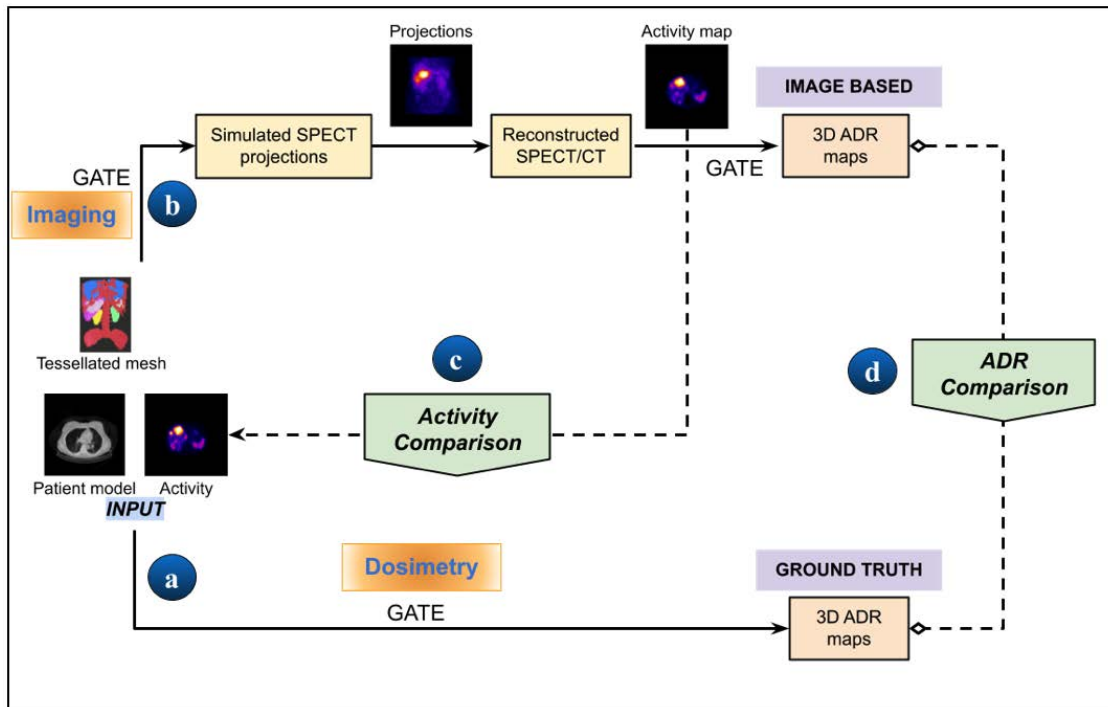 Projections
Activity map
IMAGE BASED
Simulated SPECT
projections
Reconstructed
SPECT/CT
3D ADR
maps
GATE
GATE
b
Imaging
Tessellated mesh
c
Activity
Comparison
d
ADR
Comparison
Patient model
Activity
INPUT
a
Dosimetry
GATE
GROUND TRUTH
3D ADR
maps